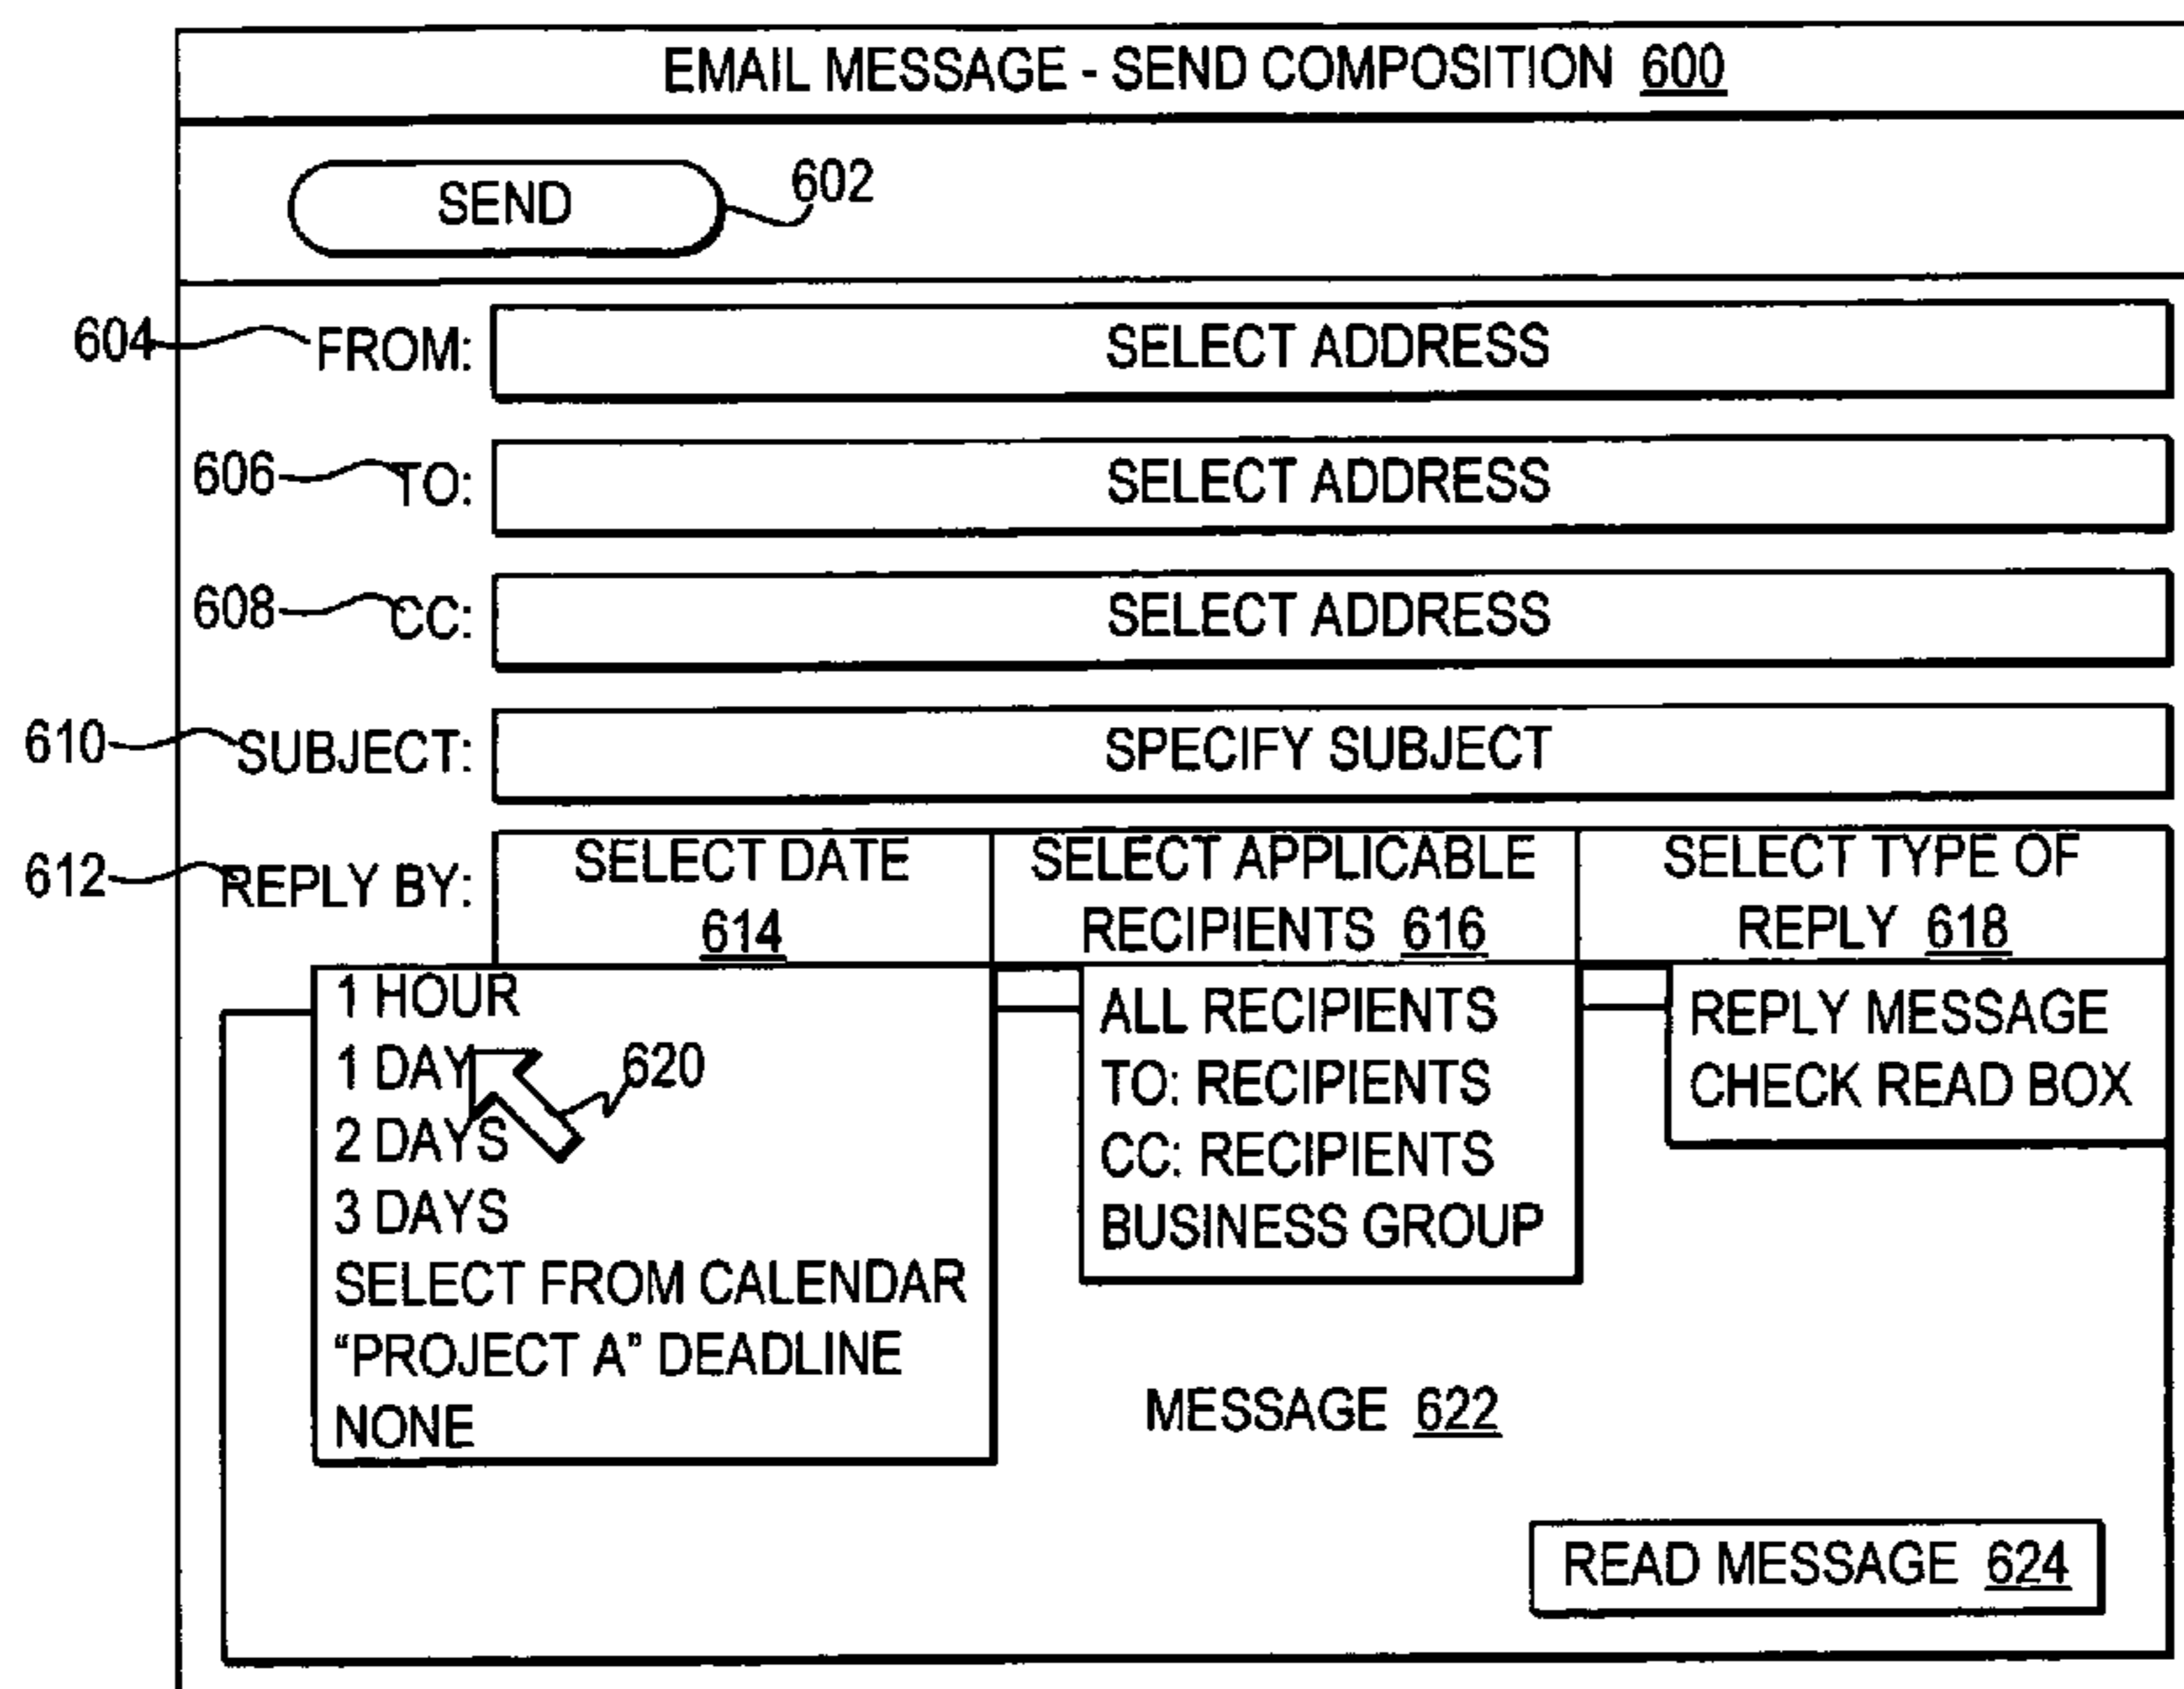 EMAIL MESSAGE - SEND COMPOSITION 600
SEND 602
604 FROM: SELECT ADDRESS
606 TO: SELECT ADDRESS
608 CC: SELECT ADDRESS
610 SUBJECT: SPECIFY SUBJECT
612 REPLY BY:
SELECT DATE
614
SELECT APPLICABLE
RECIPIENTS 616
SELECT TYPE OF
REPLY 618
1 HOUR
1 DAY
620
2 DAYS
3 DAYS
SELECT FROM CALENDAR
“PROJECT A” DEADLINE
NONE
ALL RECIPIENTS
TO: RECIPIENTS
CC: RECIPIENTS
BUSINESS GROUP
REPLY MESSAGE
CHECK READ BOX
MESSAGE 622
READ MESSAGE 624